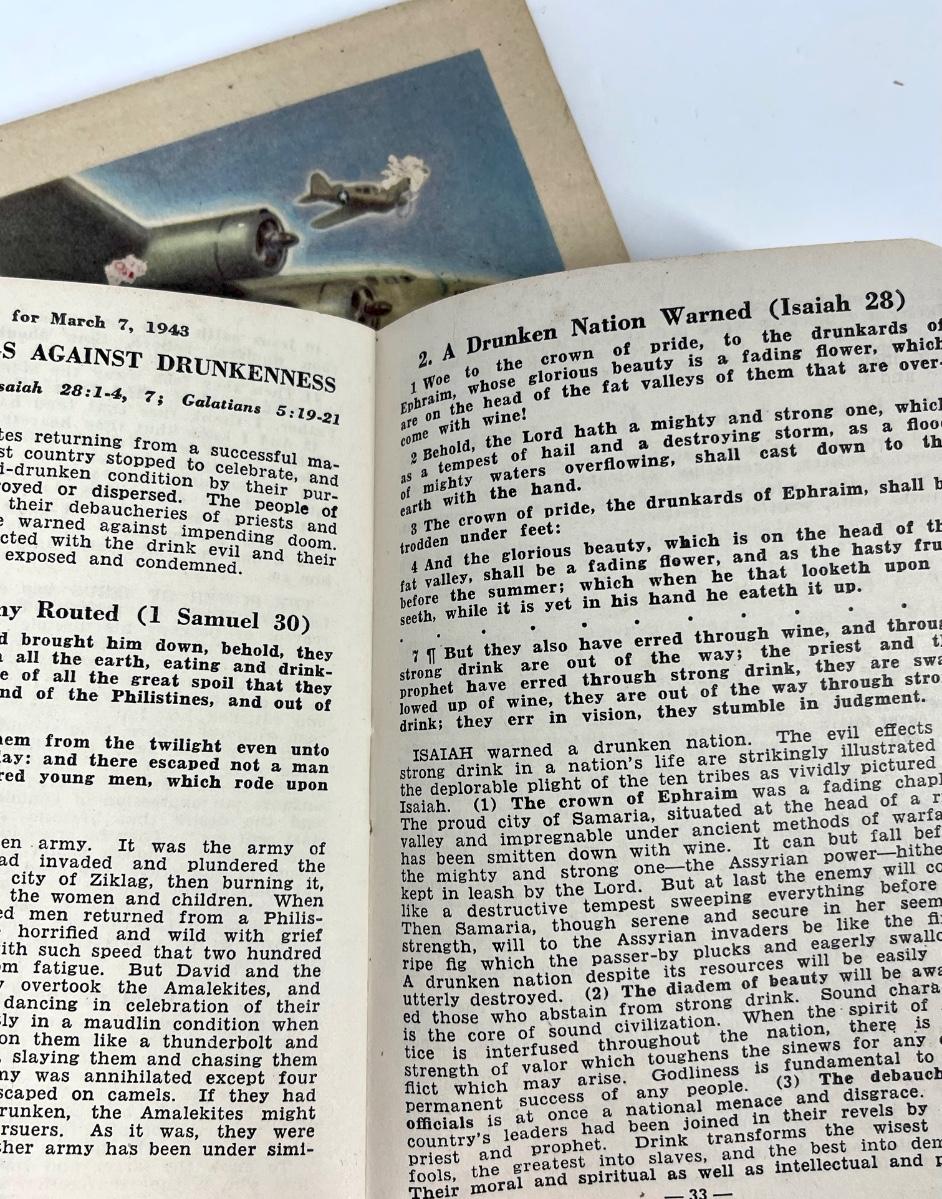 for March 7, 1943
S AGAINST DRUNKENNESS
saiah 28:1-4, 7; Galatians 5:19-21
tes returning from a successful ma-
st country stopped to celebrate, and
i-drunken condition by their pur-
royed or dispersed. The people of
their debaucheries of priests and
e warned against impending doom.
cted with the drink evil and their
exposed and condemned.
ny Routed (1 Samuel 30)
d brought him down, behold, they
all the earth, eating and drink-
e of all the great spoil that they
nd of the Philistines, and out of
hem from the twilight even unto
lay: and there escaped not a man
red young men, which rode upon
en army. It was the army of
ad invaded and plundered the
city of Ziklag, then burning it,
the women and children. When
ed men returned from a Philis-
horrified and wild with grief
ith such speed that two hundred
om fatigue. But David and the
y overtook the Amalekites, and
dancing in celebration of their
sly in a maudlin condition when
on them like a thunderbolt and
, slaying them and chasing them
my was annihilated except four
scaped on camels. If they had
runken, the Amalekites might
rsuers. As it was, they were
ther army has been under simi-
2. A Drunken Nation Warned (Isaiah 28)
1 Woe to the crown of pride, to the drunkards of
Ephraim, whose glorious beauty is a fading flower, which
are on the head of the fat valleys of them that are over-
come with wine!
2 Behold, the Lord hath a mighty and strong one, which
as a tempest of hail and a destroying storm, as a flood
of mighty waters overflowing, shall cast down to th
earth with the hand.
3 The crown of pride, the drunkards of Ephraim, shall b
trodden under feet:
4 And the glorious beauty, which is on the head of th
fat valley, shall be a fading flower, and as the hasty fru
before the summer; which when he that looketh upon
seeth, while it is yet in his hand he eateth it up.
. . . . . . . . . .
7 ¶ But they also have erred through wine, and throug
strong drink are out of the way; the priest and th
prophet have erred through strong drink, they are swa
lowed up of wine, they are out of the way through stro
drink; they err in vision, they stumble in judgment.
ISAIAH warned a drunken nation. The evil effects
strong drink in a nation's life are strikingly illustrated
the deplorable plight of the ten tribes as vividly pictured
Isaiah. (1) The crown of Ephraim was a fading chapl
The proud city of Samaria, situated at the head of a r
valley and impregnable under ancient methods of warfa
has been smitten down with wine. It can but fall bef
the mighty and strong one—the Assyrian power—hithe
kept in leash by the Lord. But at last the enemy will co
like a destructive tempest sweeping everything before
Then Samaria, though serene and secure in her seem
strength, will to the Assyrian invaders be like the fi
ripe fig which the passer-by plucks and eagerly swallo
A drunken nation despite its resources will be easily
utterly destroyed. (2) The diadem of beauty will be awa
ed those who abstain from strong drink. Sound chara
is the core of sound civilization. When the spirit of
tice is interfused throughout the nation, there is
strength of valor which toughens the sinews for any
flict which may arise. Godliness is fundamental to
permanent success of any people. (3) The debauch
officials is at once a national menace and disgrace.
country's leaders had been joined in their revels by
priest and prophet. Drink transforms the wisest
fools, the greatest into slaves, and the best into dem
Their moral and spiritual as well as intellectual and p
— 33 —